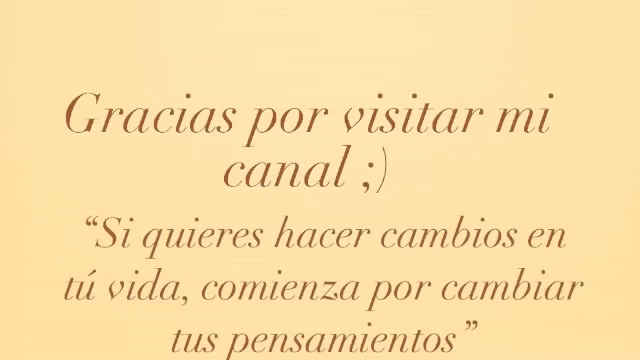 Gracias por visitar mi
canal ;)
“Si quieres hacer cambios en
tú vida, comienza por cambiar
tus pensamientos”